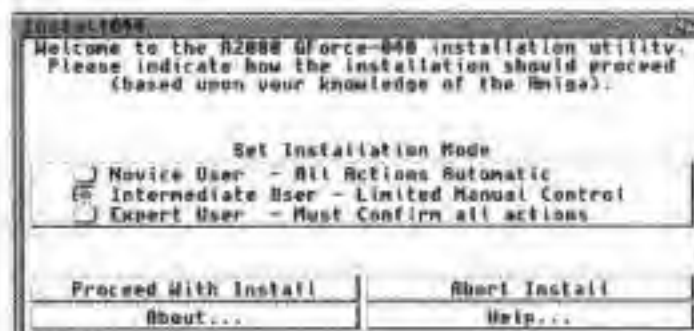 Install040
Welcome to the A2000 GForce-040 installation utility.
Please indicate how the installation should proceed
(based upon your knowledge of the Amiga).
Set Installation Mode
Novice User - All Actions Automatic
Intermediate User - Limited Manual Control
Expert User - Must Confirm all actions
Proceed With Install
Abort Install
About...
Help...